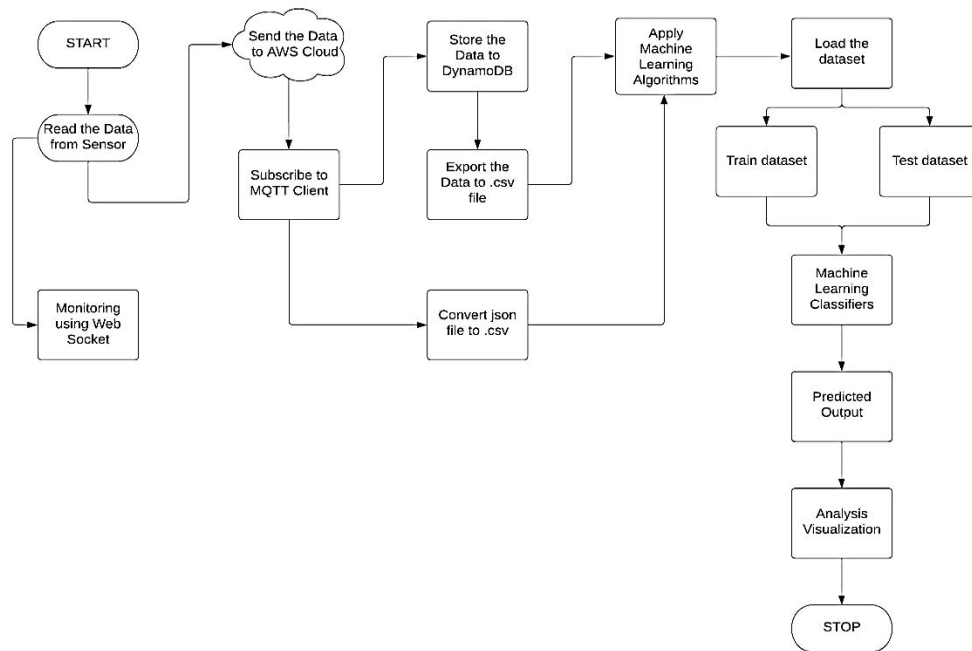 START
Read the Data
from Sensor
Monitoring
using Web
Socket
Send the Data
to AWS Cloud
Subscribe to
MQTT Client
Store the
Data to
DynamoDB
Export the
Data to .csv
file
Convert json
file to .csv
Apply
Machine
Learning
Algorithms
Load the
dataset
Train dataset
Test dataset
Machine
Learning
Classifiers
Predicted
Output
Analysis
Visualization
STOP